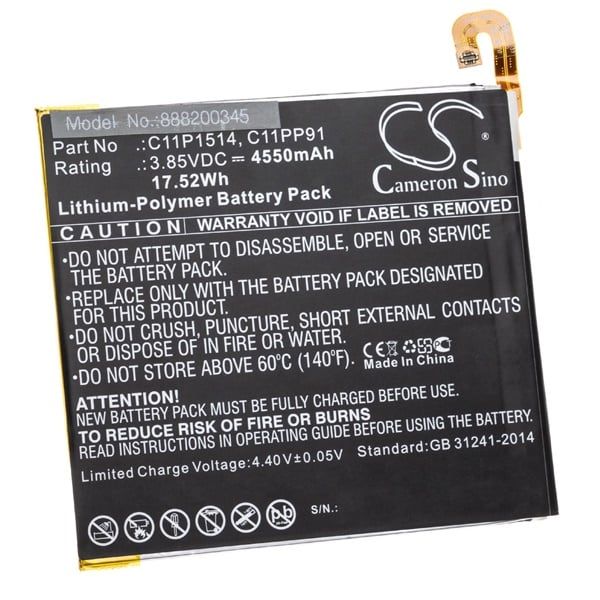 Model No.:888200345
Part No .:C11P1514, C11PP91
Rating .:3.85VDC ⎓ 4550mAh
17.52Wh
Lithium-Polymer Battery Pack
CS
Cameron Sino
CAUTION WARRANTY VOID IF LABEL IS REMOVED
•DO NOT ATTEMPT TO DISASSEMBLE, OPEN OR SERVICE
THE BATTERY PACK.
•REPLACE ONLY WITH THE BATTERY PACK DESIGNATED
FOR THIS PRODUCT.
•DO NOT CRUSH, PUNCTURE, SHORT EXTERNAL CONTACTS
OR DISPOSE OF IN FIRE OR WATER.
•DO NOT STORE ABOVE 60°C (140°F).
CE
Made In China
ATTENTION!
NEW BATTERY PACK MUST BE FULLY CHARGED BEFORE USE.
TO REDUCE RISK OF FIRE OR BURNS
READ INSTRUCTIONS IN OPERATING GUIDE BEFORE INSTALLATION.
Limited Charge Voltage:4.40V±0.05V
Standard:GB 31241-2014
Pb
S/N.: